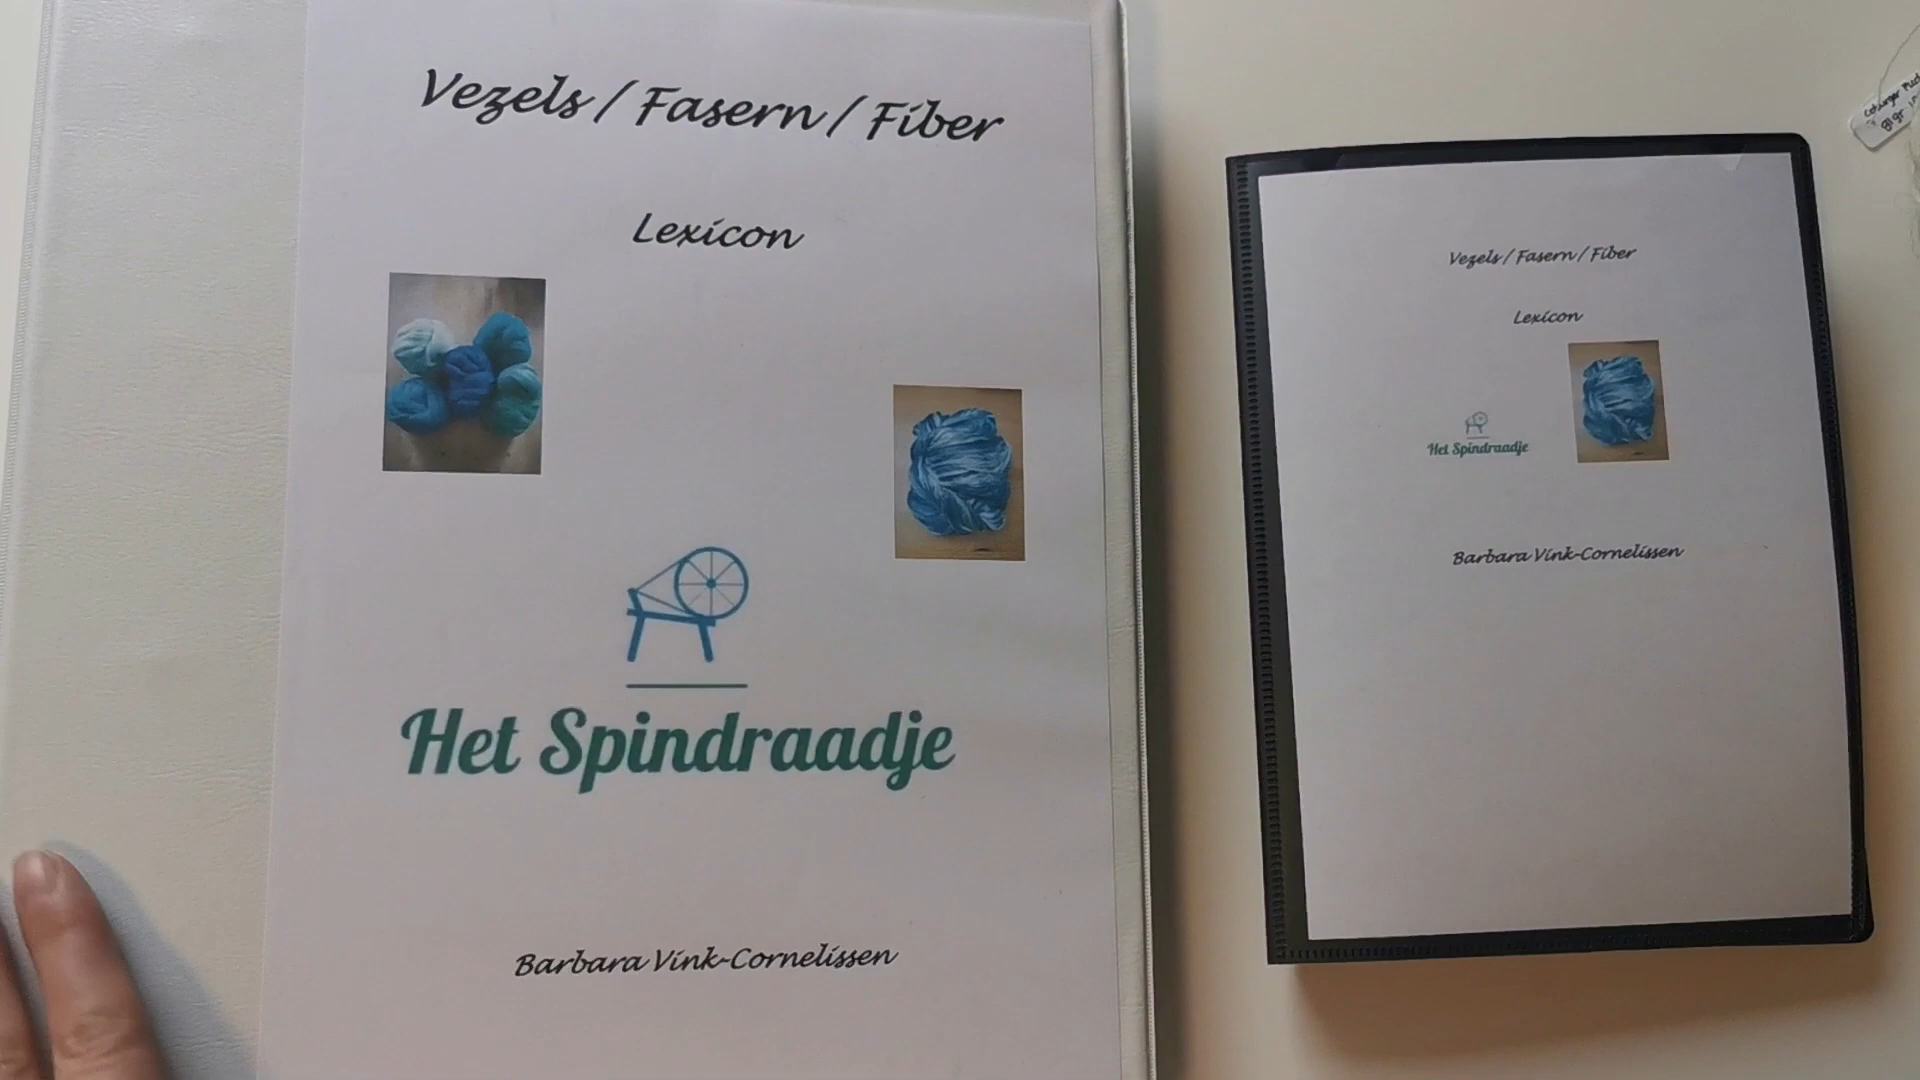 Vezels / Fasern / Fiber
Lexicon
Het Spindraadje
Barbara Vink-Cornelissen
Vezels / Fasern / Fiber
Lexicon
Het Spindraadje
Barbara Vink-Cornelissen